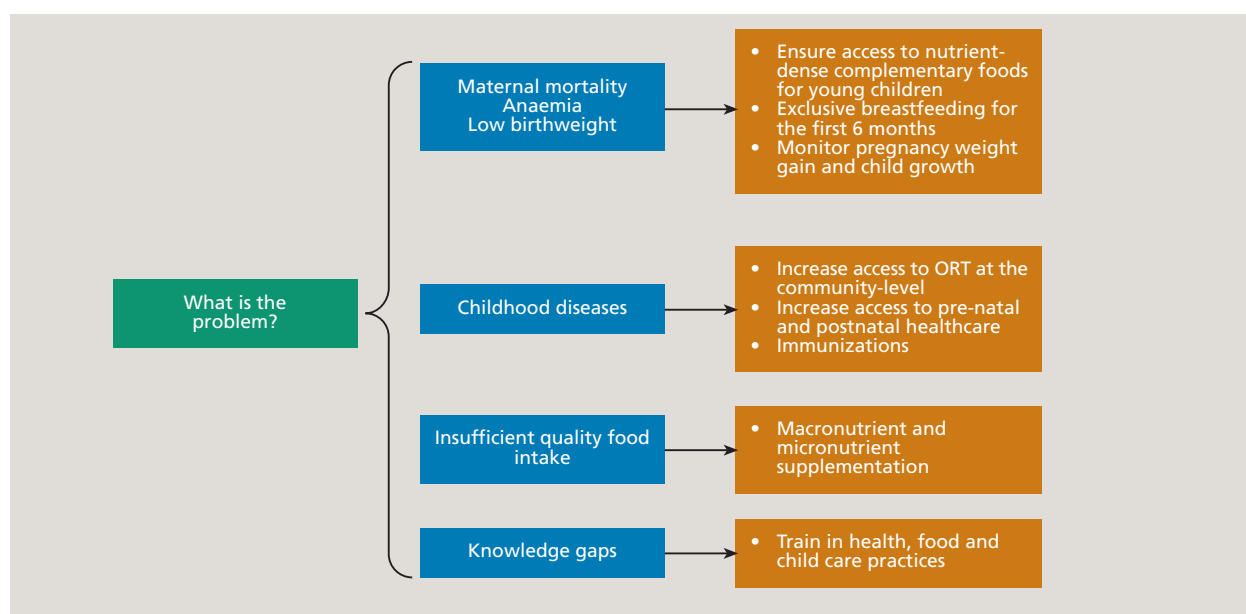 What is the
problem?
Maternal mortality
Anaemia
Low birthweight
• Ensure access to nutrient-
dense complementary foods
for young children
• Exclusive breastfeeding for
the first 6 months
• Monitor pregnancy weight
gain and child growth
Childhood diseases
• Increase access to ORT at the
community-level
• Increase access to pre-natal
and postnatal healthcare
• Immunizations
Insufficient quality food
intake
• Macronutrient and
micronutrient
supplementation
Knowledge gaps
• Train in health, food and
child care practices